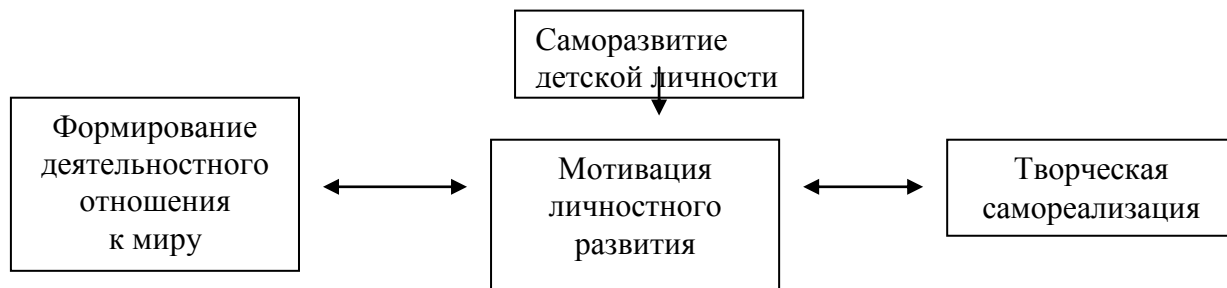 Саморазвитие
детской личности
Формирование
деятельностного
отношения
к миру
Мотивация
личностного
развития
Творческая
самореализация